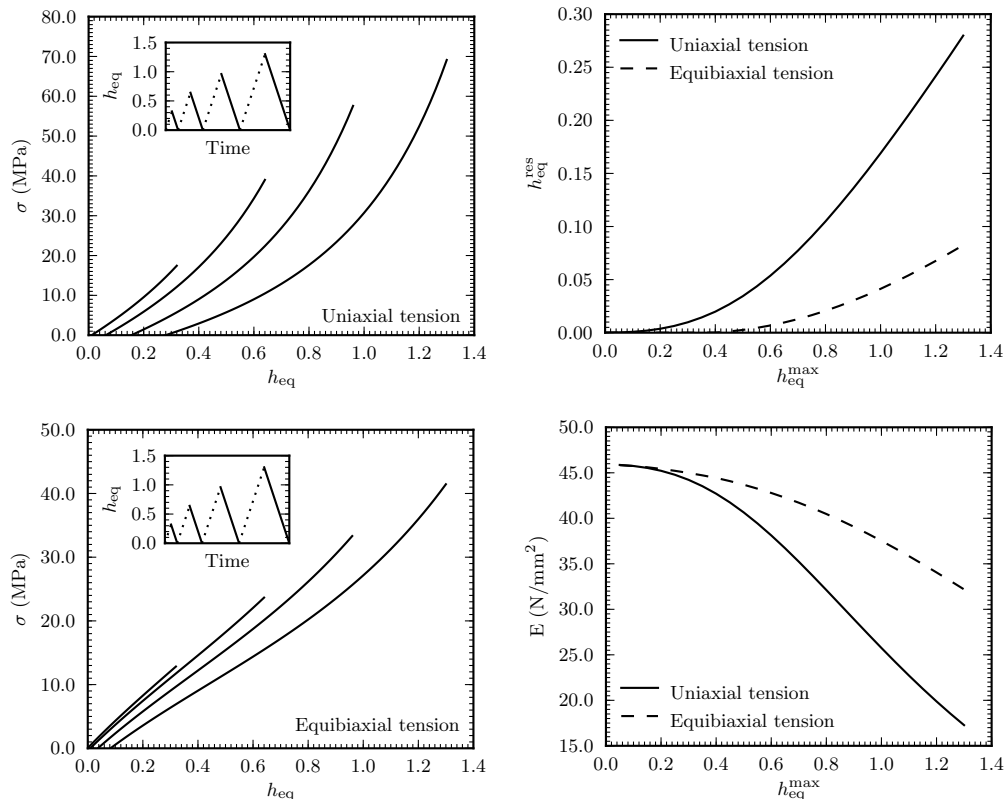 80.0
70.0
60.0
50.0
40.0
30.0
20.0
10.0
0.0
σ (MPa)
1.5
1.0
0.5
0.0
h_eq
Time
Uniaxial tension
0.0 0.2 0.4 0.6 0.8 1.0 1.2 1.4
h_eq
0.30
0.25
0.20
0.15
0.10
0.05
0.00
h_eq^res
Uniaxial tension
Equibiaxial tension
0.0 0.2 0.4 0.6 0.8 1.0 1.2 1.4
h_eq^max
50.0
40.0
30.0
20.0
10.0
0.0
σ (MPa)
1.5
1.0
0.5
0.0
h_eq
Time
Equibiaxial tension
0.0 0.2 0.4 0.6 0.8 1.0 1.2 1.4
h_eq
50.0
45.0
40.0
35.0
30.0
25.0
20.0
15.0
E (N/mm²)
Uniaxial tension
Equibiaxial tension
0.0 0.2 0.4 0.6 0.8 1.0 1.2 1.4
h_eq^max